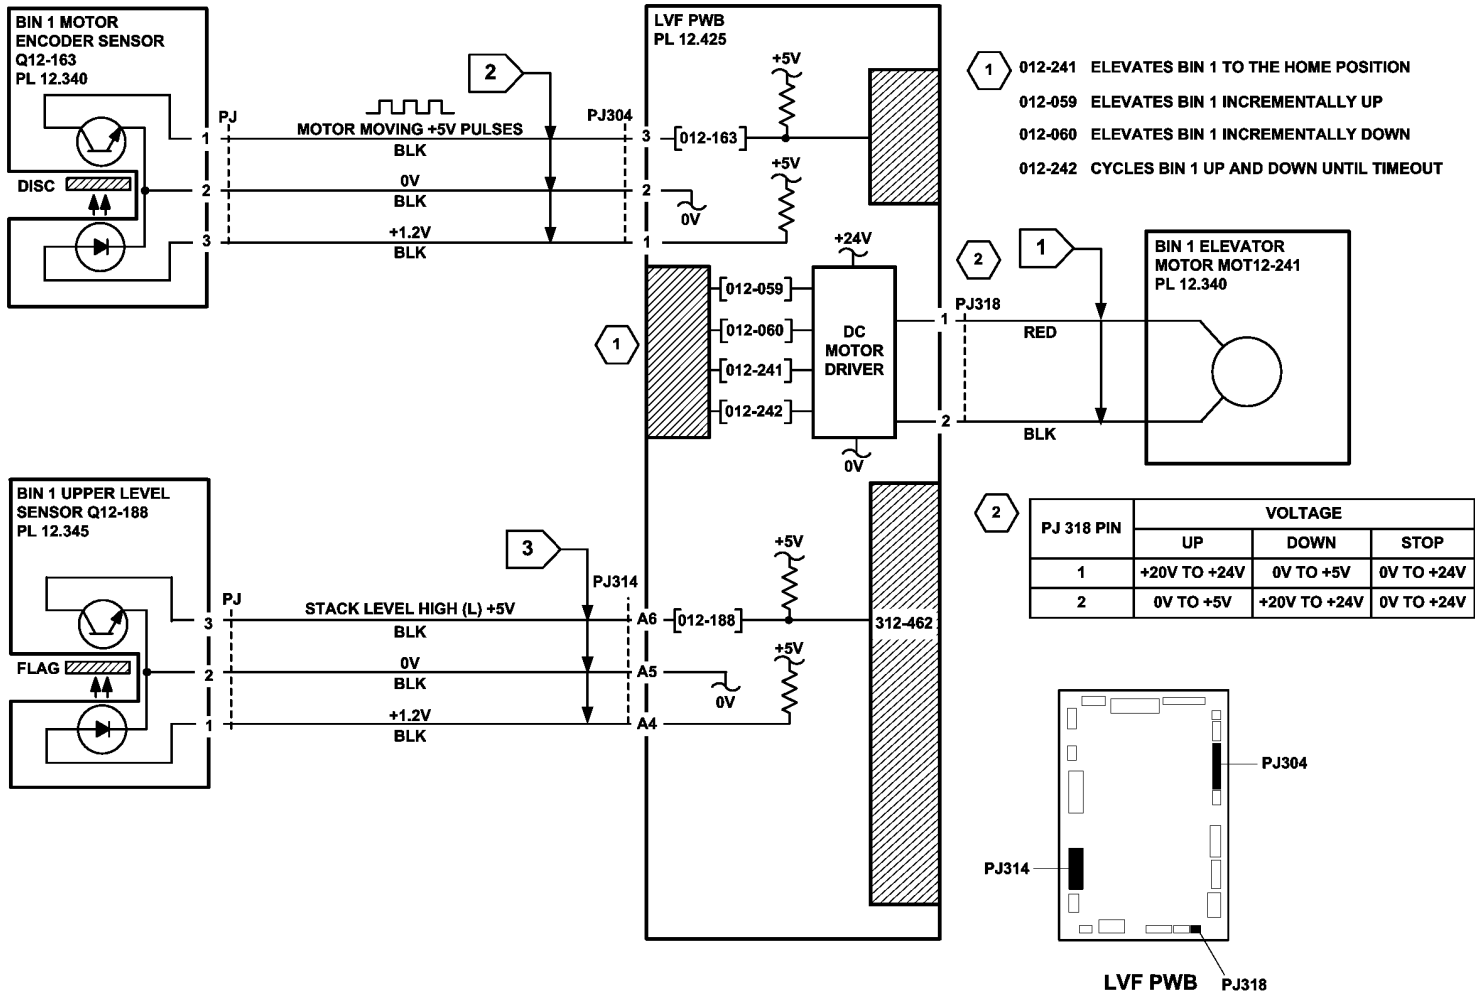 BIN 1 MOTOR
ENCODER SENSOR
Q12-163
PL 12.340
DISC
1
2
3
PJ
MOTOR MOVING +5V PULSES
BLK
0V
BLK
+1.2V
BLK
2
PJ304
3
2
1
LVF PWB
PL 12.425
+5V
[012-163]
+5V
0V
+24V
1
[012-059]
[012-060]
[012-241]
[012-242]
DC
MOTOR
DRIVER
0V
1
2
PJ318
2
1
RED
BLK
BIN 1 ELEVATOR
MOTOR MOT12-241
PL 12.340
1
012-241 ELEVATES BIN 1 TO THE HOME POSITION
012-059 ELEVATES BIN 1 INCREMENTALLY UP
012-060 ELEVATES BIN 1 INCREMENTALLY DOWN
012-242 CYCLES BIN 1 UP AND DOWN UNTIL TIMEOUT
BIN 1 UPPER LEVEL
SENSOR Q12-188
PL 12.345
FLAG
3
2
1
PJ
STACK LEVEL HIGH (L) +5V
BLK
0V
BLK
+1.2V
BLK
3
PJ314
A6
A5
A4
[012-188]
+5V
+5V
0V
312-462
2
PJ 318 PIN VOLTAGE
UP DOWN STOP
1 +20V TO +24V 0V TO +5V 0V TO +24V
2 0V TO +5V +20V TO +24V 0V TO +24V
PJ304
PJ314
LVF PWB
PJ318